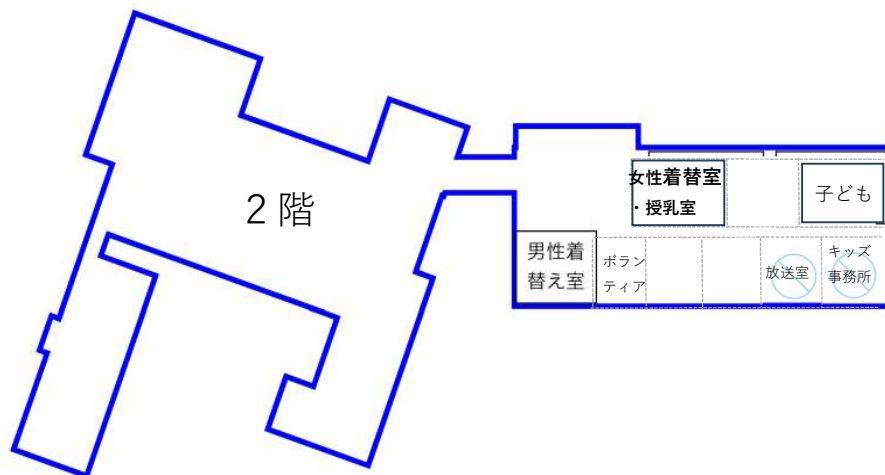 2階
女性着替室
・授乳室
子ども
男性着
替え室
ボラン
ティア
放送室
キッズ
事務所